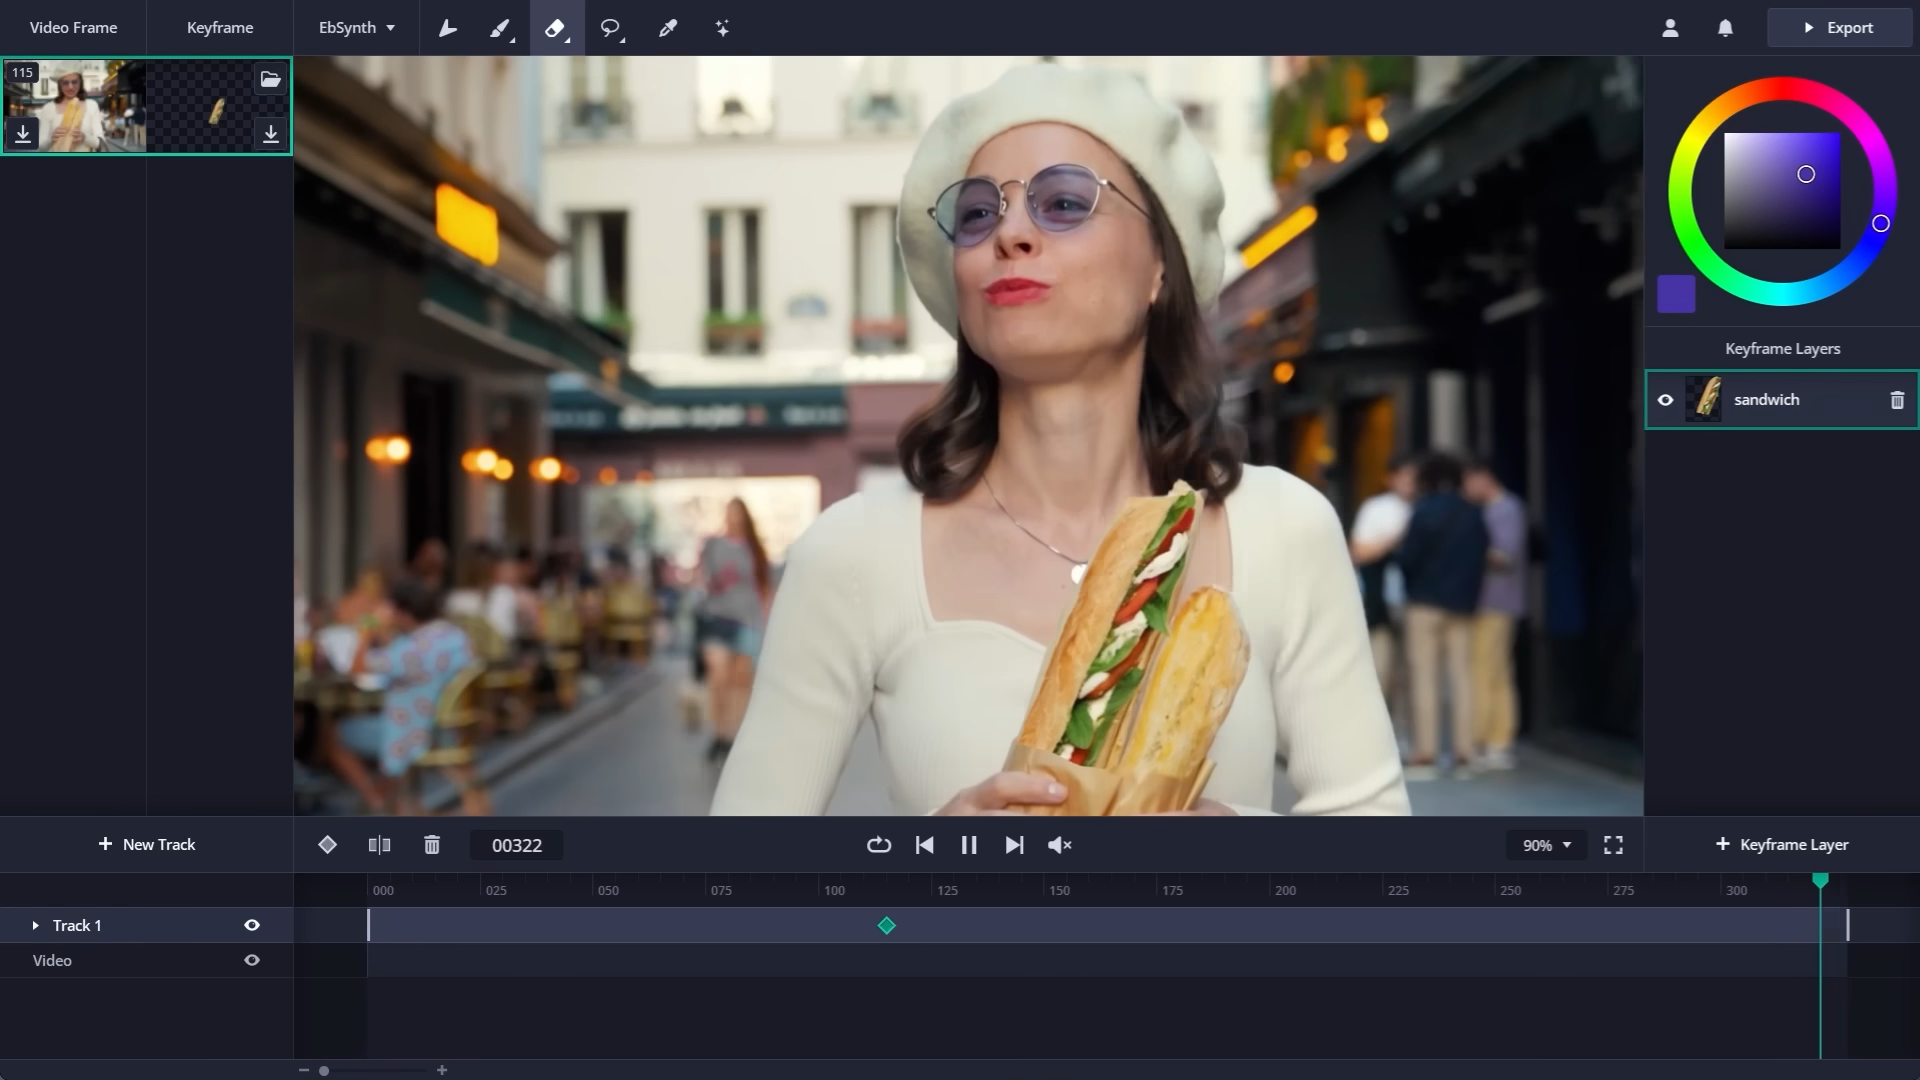 Video Frame
Keyframe
EbSynth
Export
115
Keyframe Layers
sandwich
New Track
00322
90%
Keyframe Layer
000 025 050 075 100 125 150 175 200 225 250 275 300
Track 1
Video